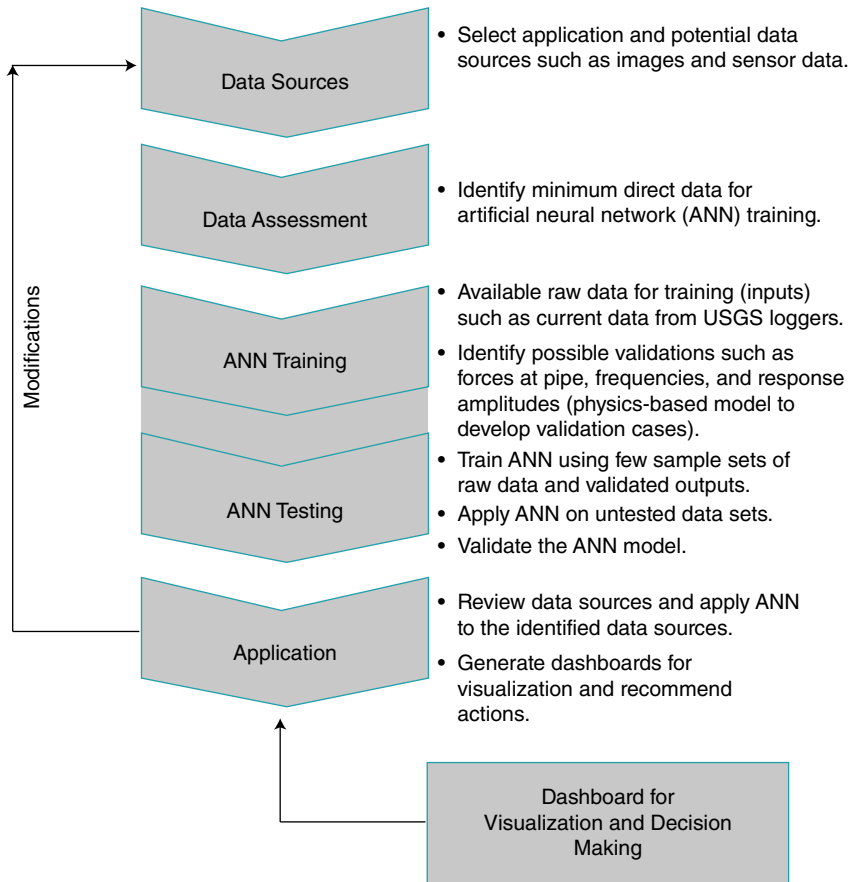 Data Sources
• Select application and potential data
sources such as images and sensor data.
Data Assessment
• Identify minimum direct data for
artificial neural network (ANN) training.
Modifications
ANN Training
• Available raw data for training (inputs)
such as current data from USGS loggers.
• Identify possible validations such as
forces at pipe, frequencies, and response
amplitudes (physics-based model to
develop validation cases).
ANN Testing
• Train ANN using few sample sets of
raw data and validated outputs.
• Apply ANN on untested data sets.
• Validate the ANN model.
Application
• Review data sources and apply ANN
to the identified data sources.
• Generate dashboards for
visualization and recommend
actions.
Dashboard for
Visualization and Decision
Making